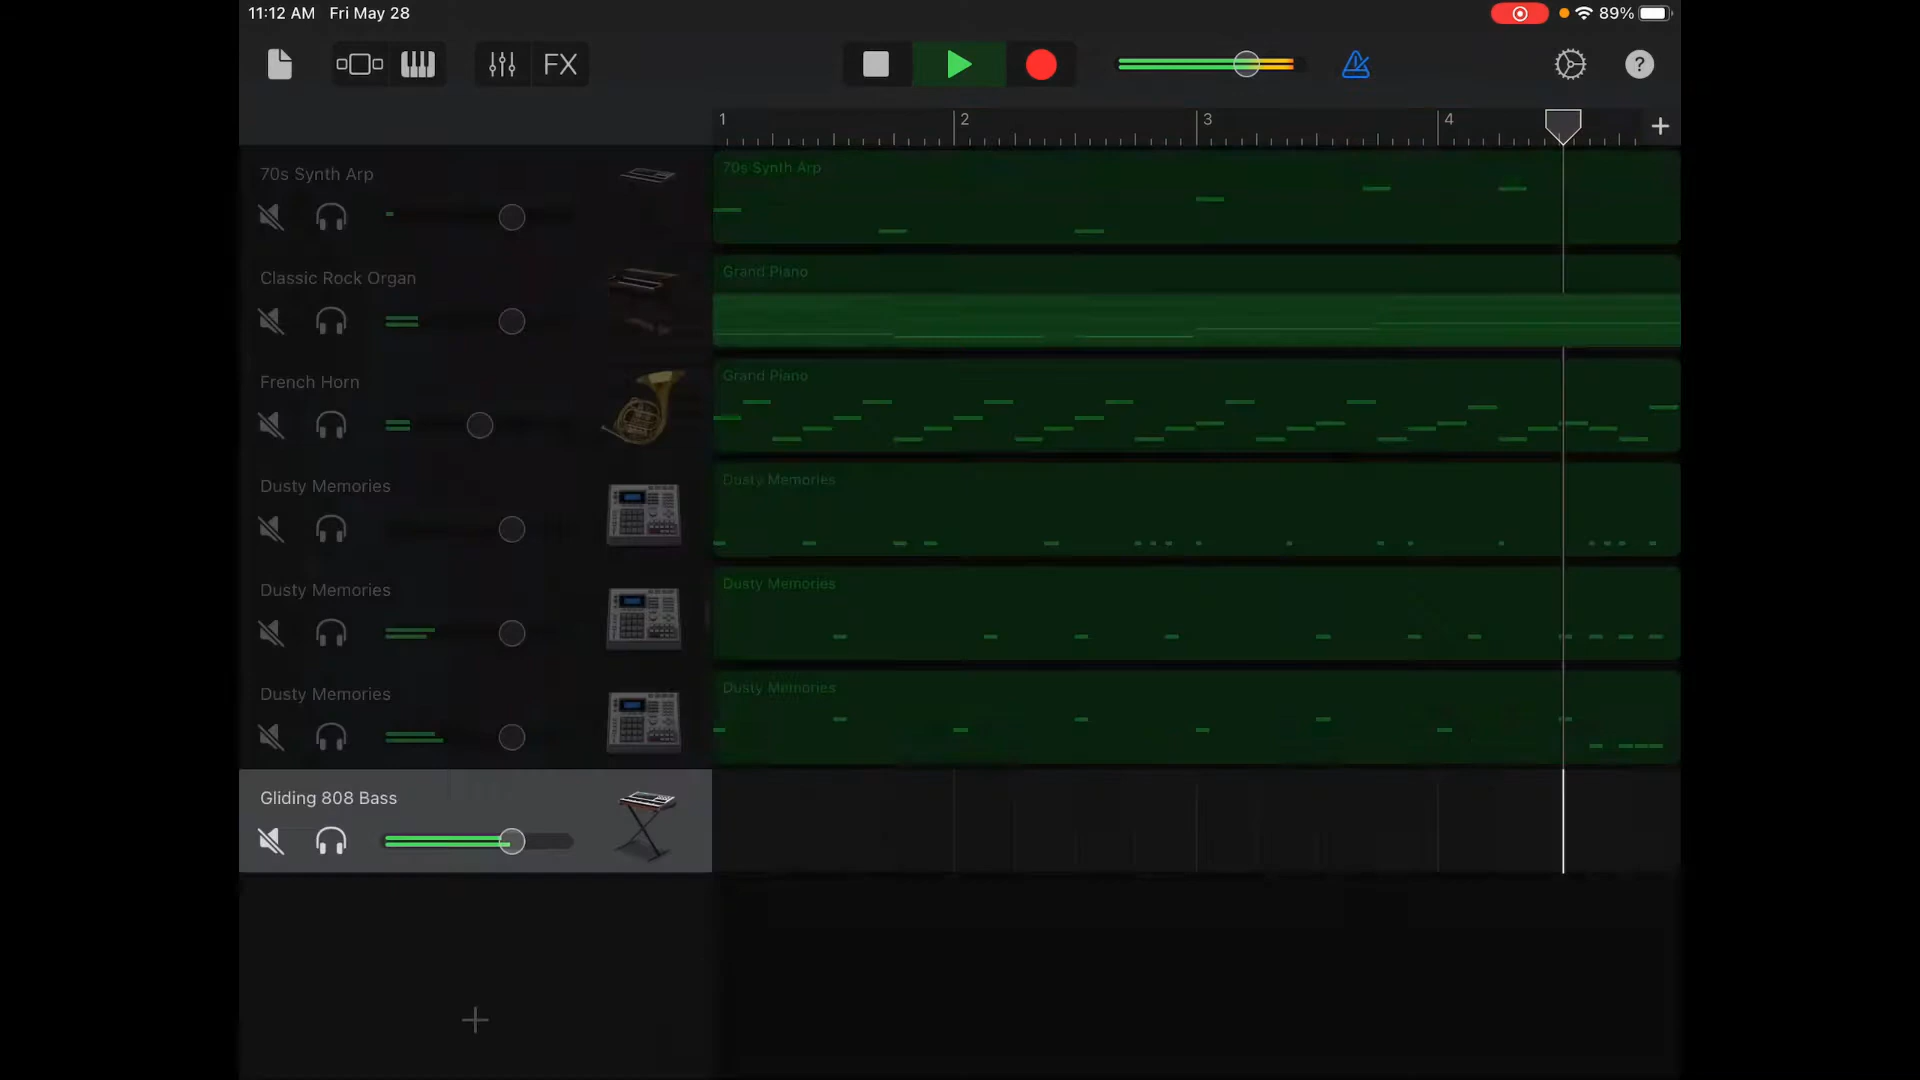 11:12 AM Fri May 28
89%
FX
?
1 2 3 4
70s Synth Arp
70s Synth Arp
Classic Rock Organ
Grand Piano
French Horn
Grand Piano
Dusty Memories
Dusty Memories
Dusty Memories
Dusty Memories
Dusty Memories
Dusty Memories
Gliding 808 Bass